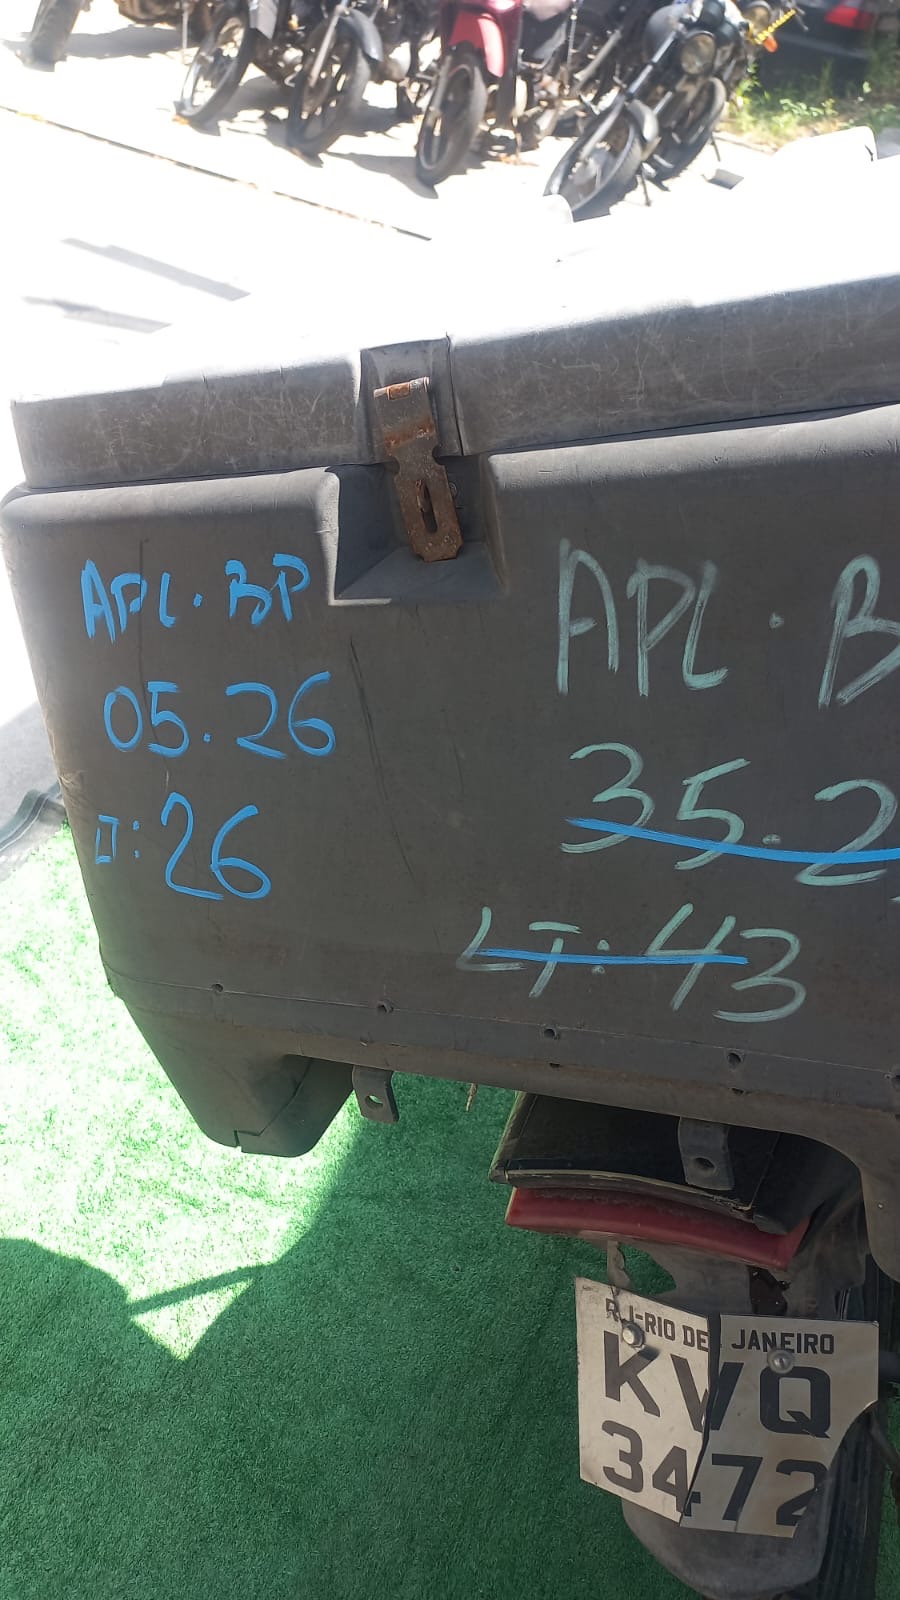 APL. BP
05.26
LT:26
APL. B
35.2
LT:43
RJ-RIO DE JANEIRO
KVQ
3472